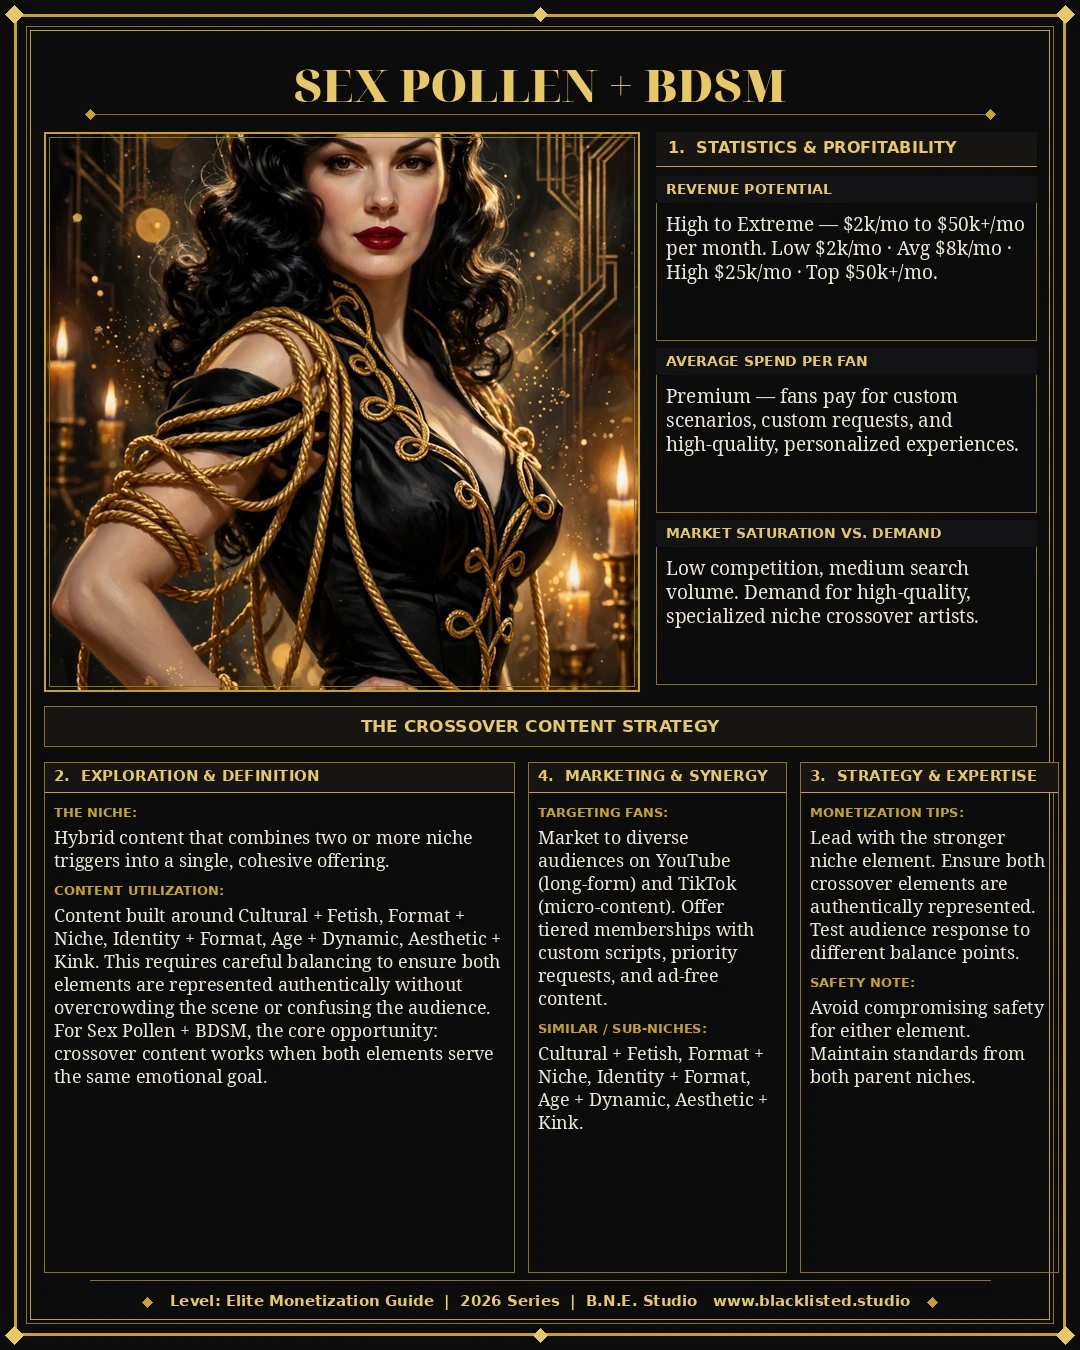 SEX POLLEN + BDSM
1. STATISTICS & PROFITABILITY
REVENUE POTENTIAL
High to Extreme — $2k/mo to $50k+/mo
per month. Low $2k/mo · Avg $8k/mo ·
High $25k/mo · Top $50k+/mo.
AVERAGE SPEND PER FAN
Premium — fans pay for custom
scenarios, custom requests, and
high-quality, personalized experiences.
MARKET SATURATION VS. DEMAND
Low competition, medium search
volume. Demand for high-quality,
specialized niche crossover artists.
THE CROSSOVER CONTENT STRATEGY
2. EXPLORATION & DEFINITION
THE NICHE:
Hybrid content that combines two or more niche
triggers into a single, cohesive offering.
CONTENT UTILIZATION:
Content built around Cultural + Fetish, Format +
Niche, Identity + Format, Age + Dynamic, Aesthetic +
Kink. This requires careful balancing to ensure both
elements are represented authentically without
overcrowding the scene or confusing the audience.
For Sex Pollen + BDSM, the core opportunity:
crossover content works when both elements serve
the same emotional goal.
4. MARKETING & SYNERGY
TARGETING FANS:
Market to diverse
audiences on YouTube
(long-form) and TikTok
(micro-content). Offer
tiered memberships with
custom scripts, priority
requests, and ad-free
content.
SIMILAR / SUB-NICHES:
Cultural + Fetish, Format +
Niche, Identity + Format,
Age + Dynamic, Aesthetic +
Kink.
3. STRATEGY & EXPERTISE
MONETIZATION TIPS:
Lead with the stronger
niche element. Ensure both
crossover elements are
authentically represented.
Test audience response to
different balance points.
SAFETY NOTE:
Avoid compromising safety
for either element.
Maintain standards from
both parent niches.
Level: Elite Monetization Guide | 2026 Series | B.N.E. Studio www.blacklisted.studio